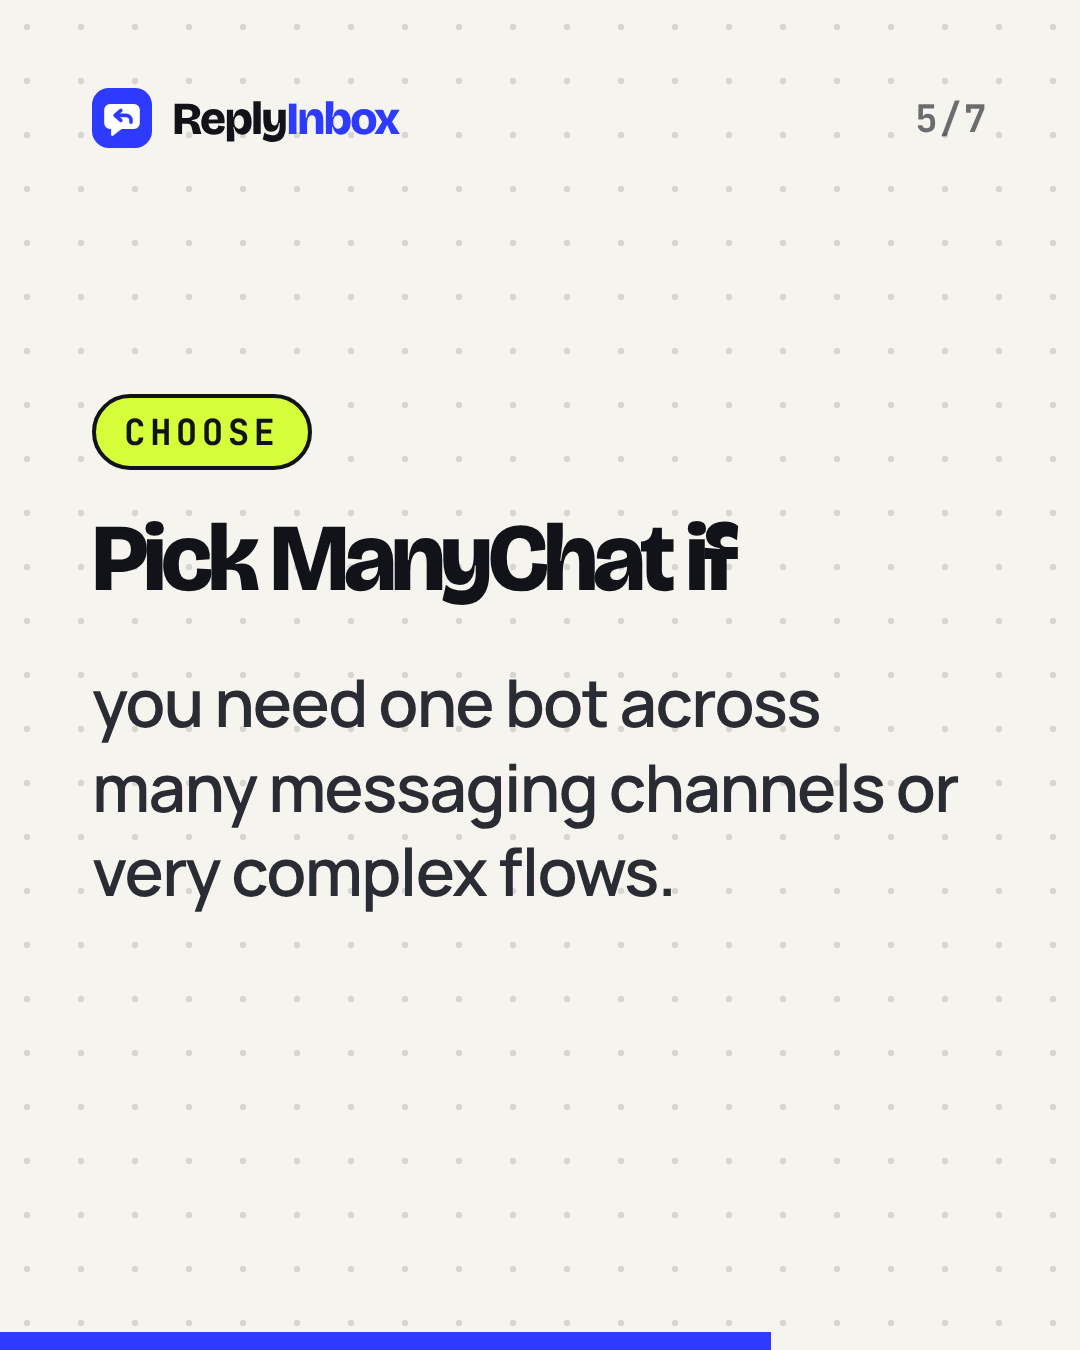 ReplyInbox
5/7
CHOOSE
Pick ManyChat if
you need one bot across
many messaging channels or
very complex flows.